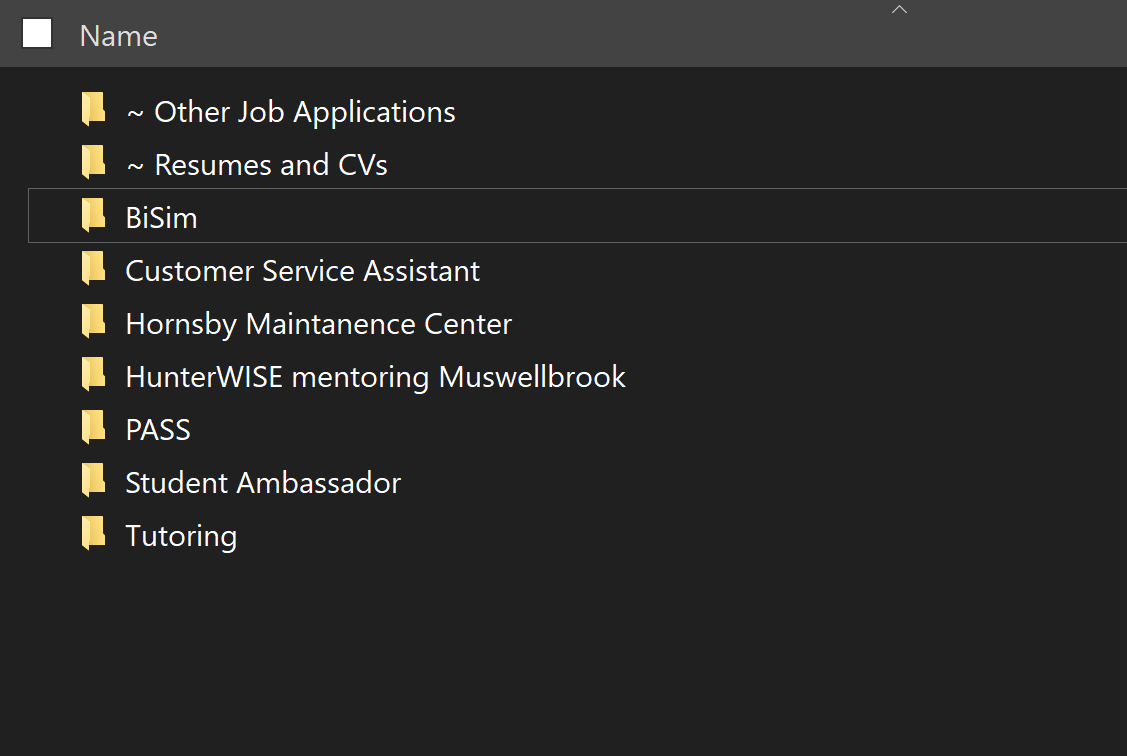 Name
~ Other Job Applications
~ Resumes and CVs
BiSim
Customer Service Assistant
Hornsby Maintanence Center
HunterWISE mentoring Muswellbrook
PASS
Student Ambassador
Tutoring